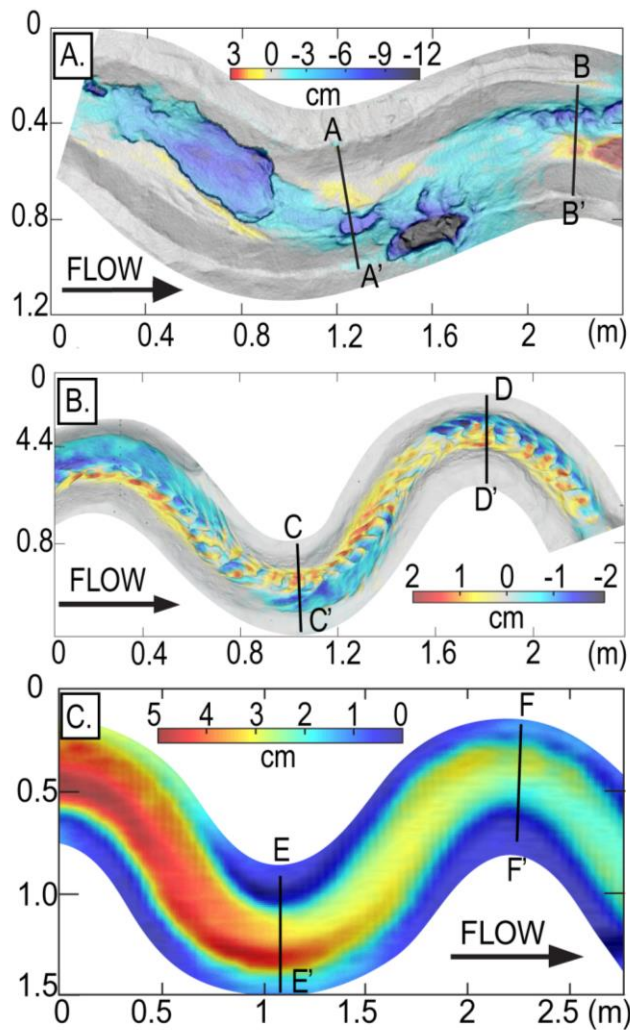 0
A.
3 0 -3 -6 -9 -12
cm
B
A
0.4
0.8
B'
A'
FLOW
1.2
0 0.4 0.8 1.2 1.6 2 (m)
0
B.
D
4.4
D'
C
0.8
FLOW
C'
2 1 0 -1 -2
cm
0.4 0.8 1.2 1.6 2 (m)
0
C.
5 4 3 2 1 0
cm
F
0.5
E
F'
1.0
FLOW
E'
1.5
0 0.5 1 1.5 2 2.5 (m)